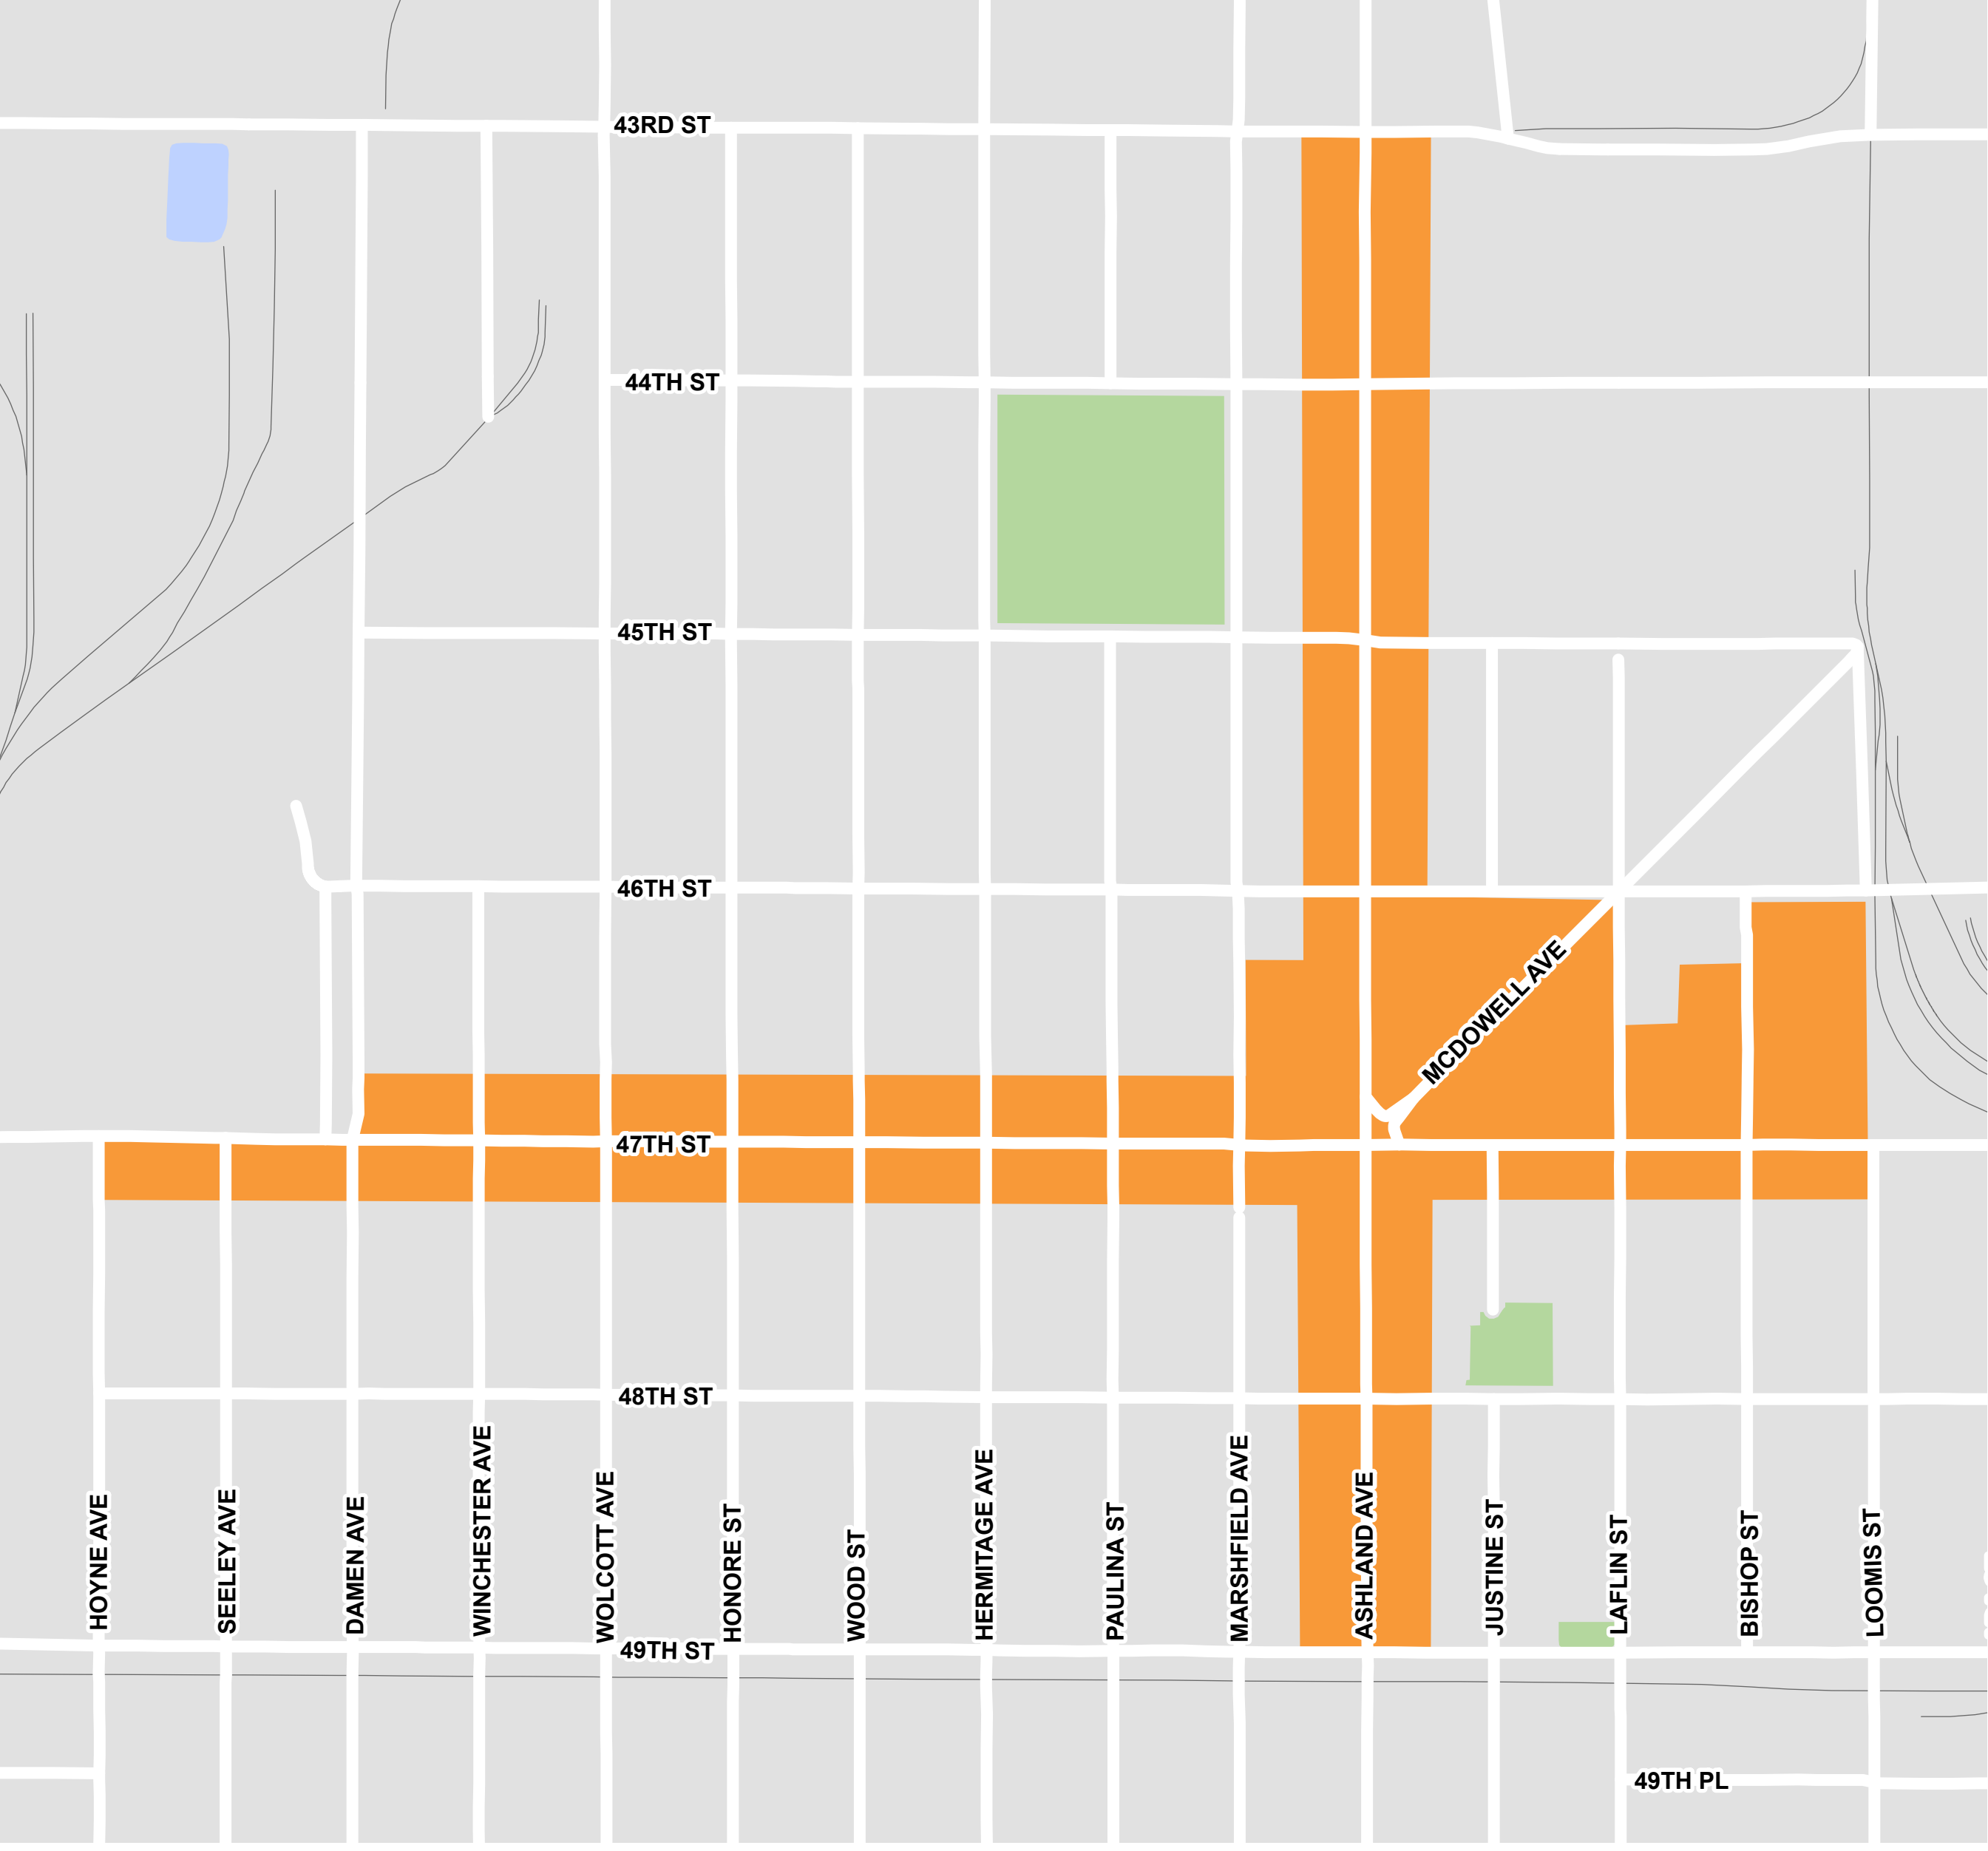 43RD ST
44TH ST
45TH ST
46TH ST
MCDOWELL AVE
47TH ST
48TH ST
HOYNE AVE
SEELEY AVE
DAMEN AVE
WINCHESTER AVE
WOLCOTT AVE
HONORE ST
WOOD ST
HERMITAGE AVE
PAULINA ST
MARSHFIELD AVE
ASHLAND AVE
JUSTINE ST
LAFLIN ST
BISHOP ST
LOOMIS ST
49TH ST
49TH PL